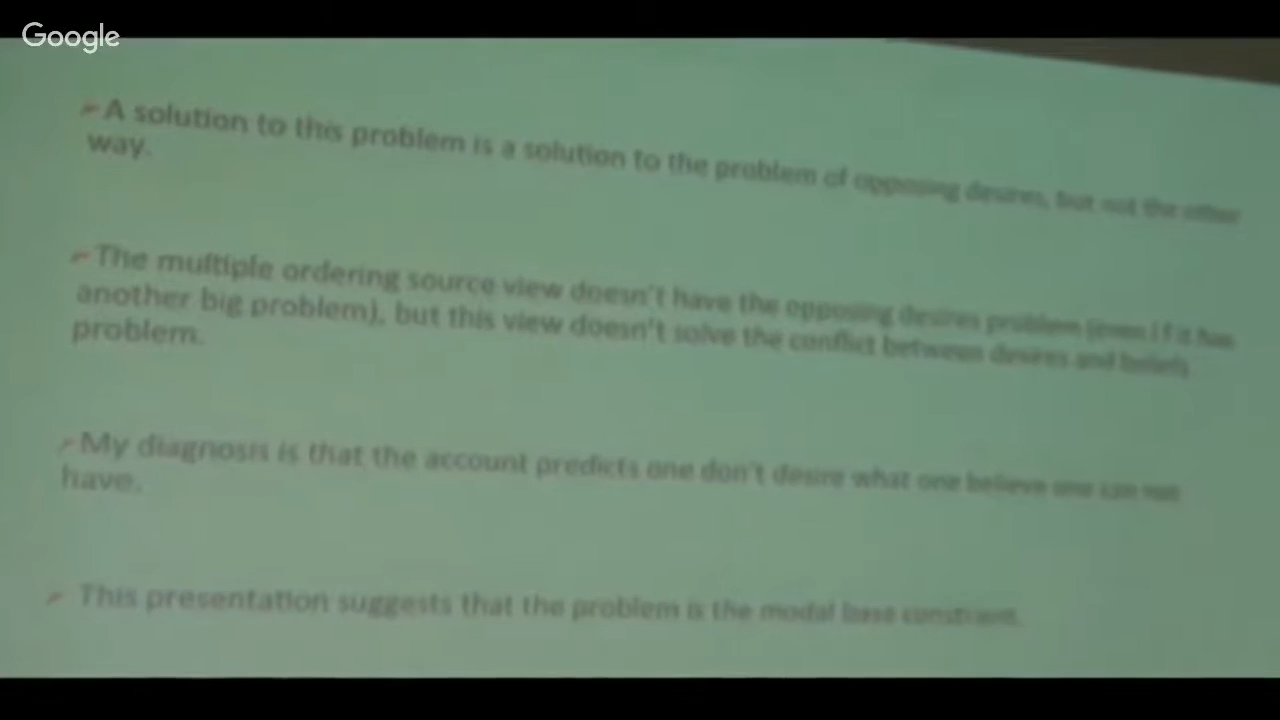 Google
A solution to this problem is a solution to the problem of opposing desires, but not the other
way.
The multiple ordering source view doesn't have the opposing desires problem (even if it has
another big problem), but this view doesn't solve the conflict between desires and beliefs
problem.
My diagnosis is that the account predicts one don't desire what one believe one can not
have.
This presentation suggests that the problem is the modal base constraint.